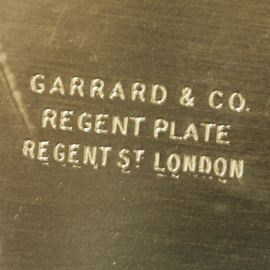 GARRARD & CO.
REGENT PLATE
REGENT ST LONDON